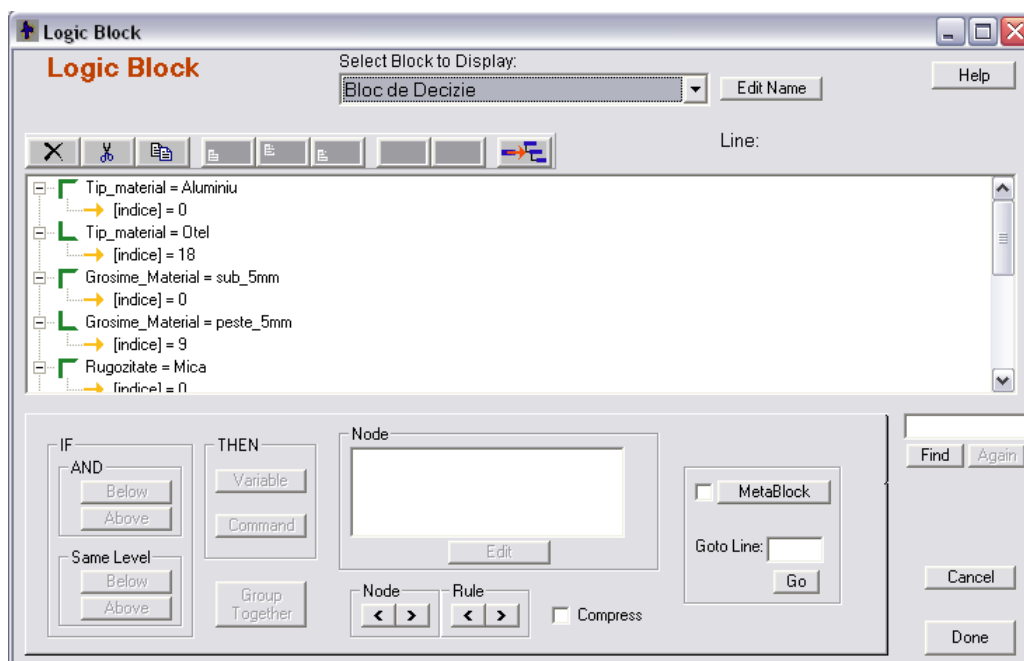 Logic Block
Logic Block
Select Block to Display:
Bloc de Decizie
Edit Name
Help
Line:
Tip_material = Aluminiu
[indice] = 0
Tip_material = Otel
[indice] = 18
Grosime_Material = sub_5mm
[indice] = 0
Grosime_Material = peste_5mm
[indice] = 9
Rugozitate = Mica
[indice] = 0
IF
AND
Below
Above
Same Level
Below
Above
THEN
Variable
Command
Group
Together
Node
Edit
Node
< >
Rule
< >
Compress
MetaBlock
Goto Line:
Go
Find Again
Cancel
Done